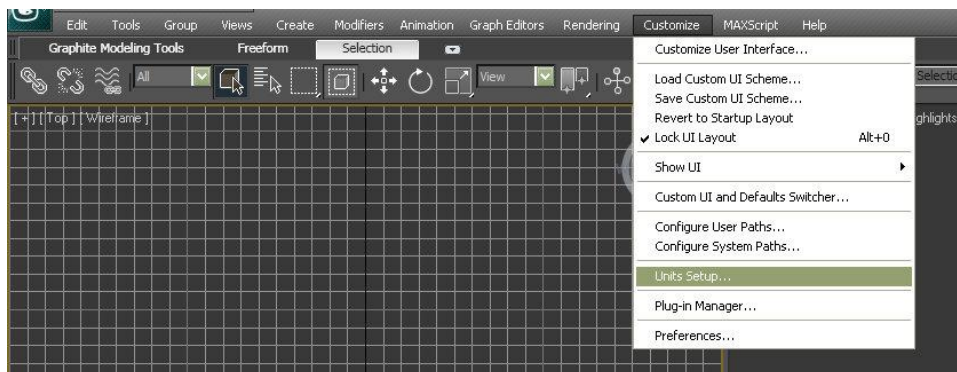 Edit Tools Group Views Create Modifiers Animation Graph Editors Rendering Customize MAXScript Help
Graphite Modeling Tools Freeform Selection
All View Selectio
[ + ] [ Top ] [ Wireframe ]
ghlights
Customize User Interface...
Load Custom UI Scheme...
Save Custom UI Scheme...
Revert to Startup Layout
Lock UI Layout Alt+0
Show UI
Custom UI and Defaults Switcher...
Configure User Paths...
Configure System Paths...
Units Setup...
Plug-in Manager...
Preferences...